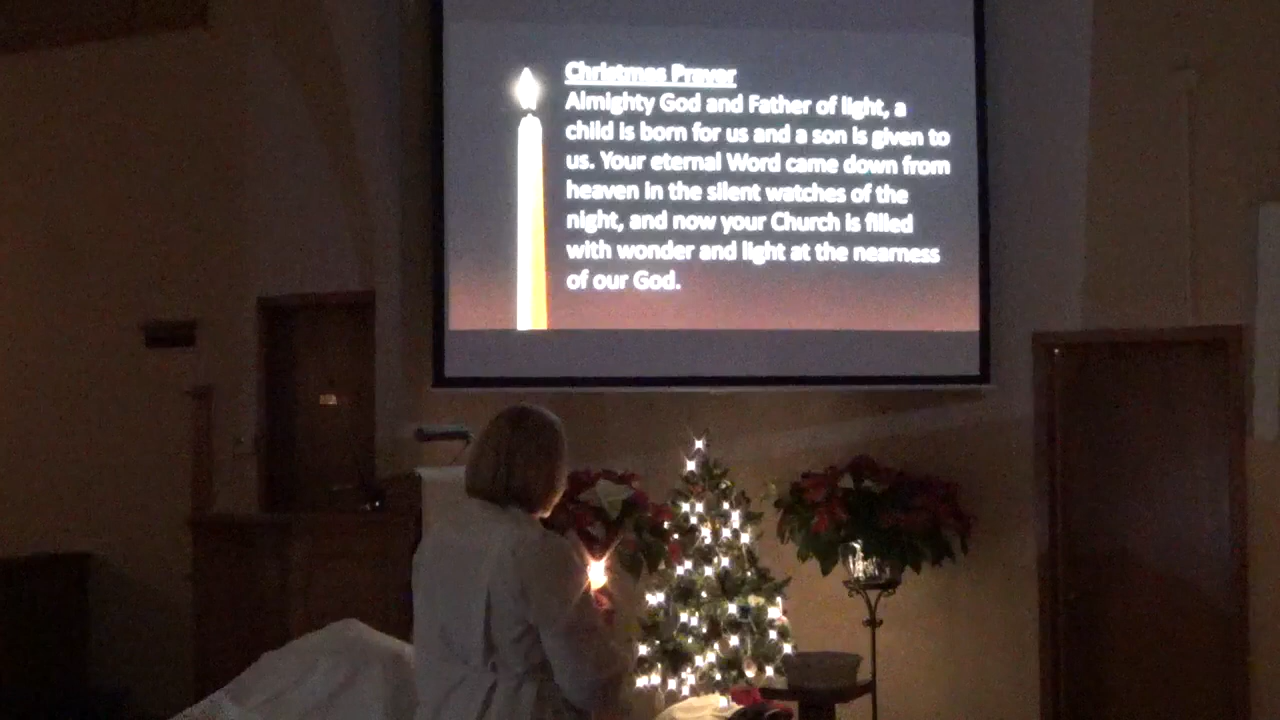 Christmas Prayer
Almighty God and Father of light, a
child is born for us and a son is given to
us. Your eternal Word came down from
heaven in the silent watches of the
night, and now your Church is filled
with wonder and light at the nearness
of our God.